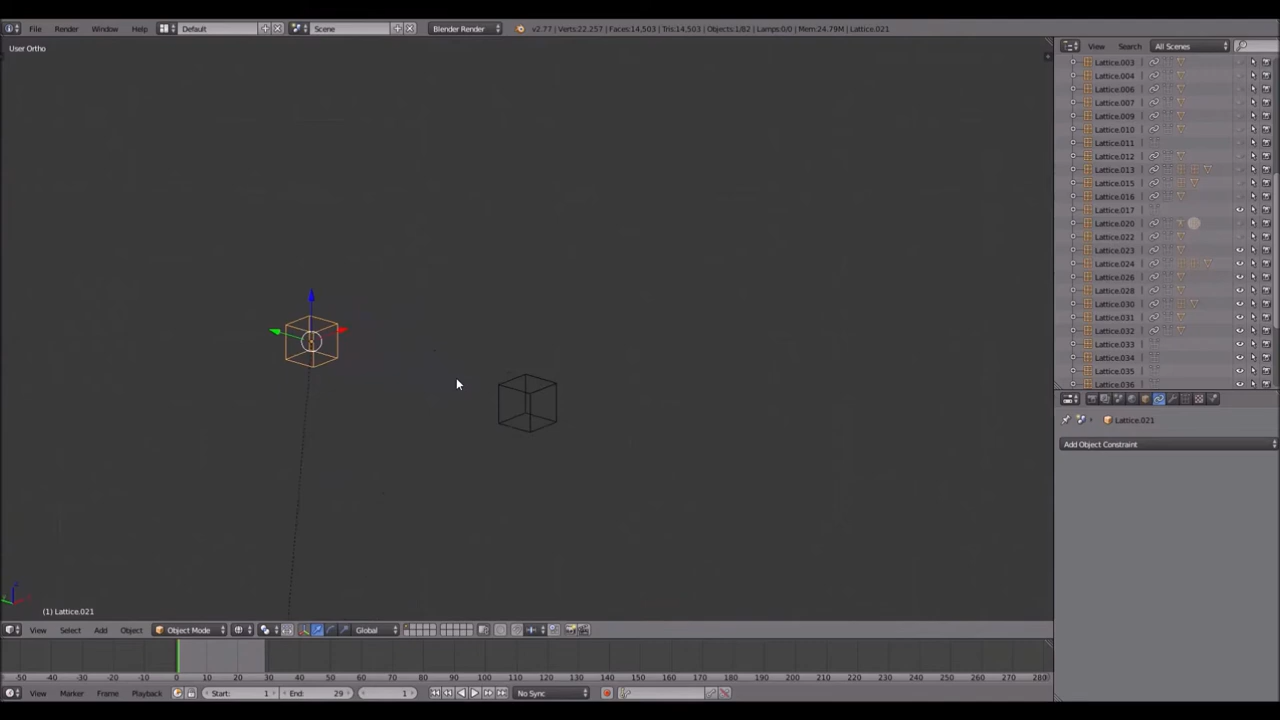 File Render Window Help Default Scene Blender Render v2.77 | Verts:22,257 | Faces:14,503 | Tris:14,503 | Objects:1/82 | Lamps:0/0 | Mem:24.79M | Lattice.021
User Ortho
View Search All Scenes
Lattice.003
Lattice.004
Lattice.006
Lattice.007
Lattice.009
Lattice.010
Lattice.011
Lattice.012
Lattice.013
Lattice.015
Lattice.016
Lattice.017
Lattice.020
Lattice.022
Lattice.023
Lattice.024
Lattice.026
Lattice.028
Lattice.030
Lattice.031
Lattice.032
Lattice.033
Lattice.034
Lattice.035
Lattice.036
Lattice.021
Add Object Constraint
(1) Lattice.021
View Select Add Object Object Mode Global
-50 -40 -30 -20 -10 0 10 20 30 40 50 60 70 80 90 100 110 120 130 140 150 160 170 180 190 200 210 220 230 240 250 260 270 280
View Marker Frame Playback Start: 1 End: 29 1 No Sync